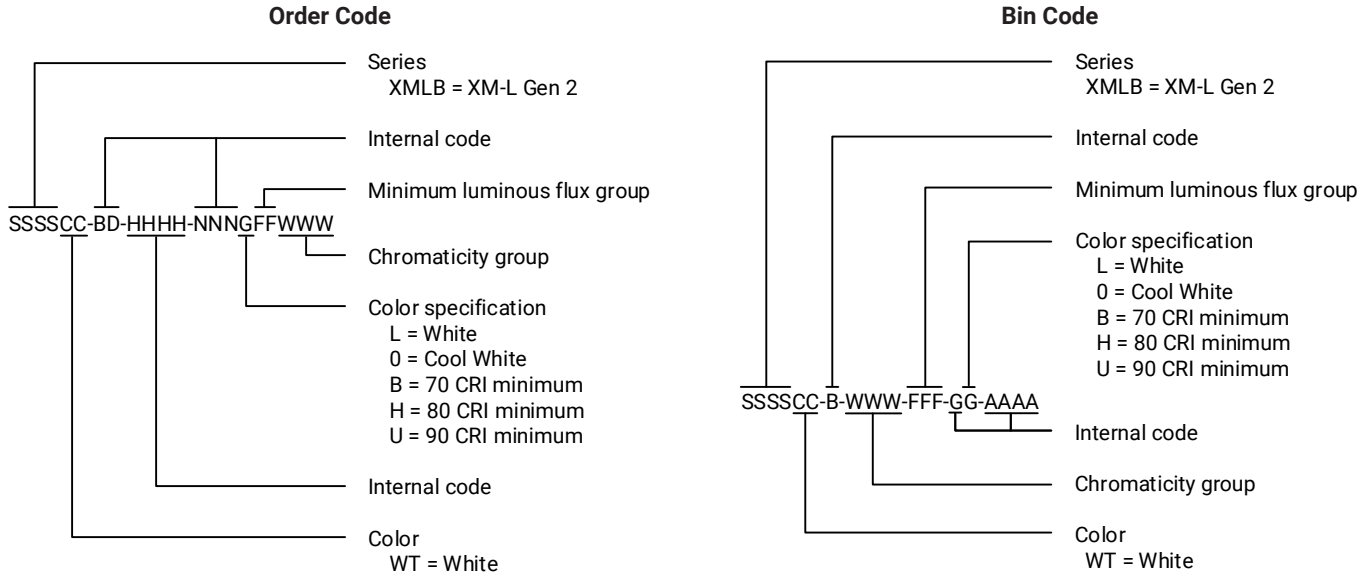 Order Code
Series
XMLB = XM-L Gen 2
Internal code
Minimum luminous flux group
SSSSCC-BD-HHHH-NNNGFFWWW
Chromaticity group
Color specification
L = White
0 = Cool White
B = 70 CRI minimum
H = 80 CRI minimum
U = 90 CRI minimum
Internal code
Color
WT = White
Bin Code
Series
XMLB = XM-L Gen 2
Internal code
Minimum luminous flux group
Color specification
L = White
0 = Cool White
B = 70 CRI minimum
H = 80 CRI minimum
U = 90 CRI minimum
SSSSCC-B-WWW-FFF-GG-AAAA
Internal code
Chromaticity group
Color
WT = White